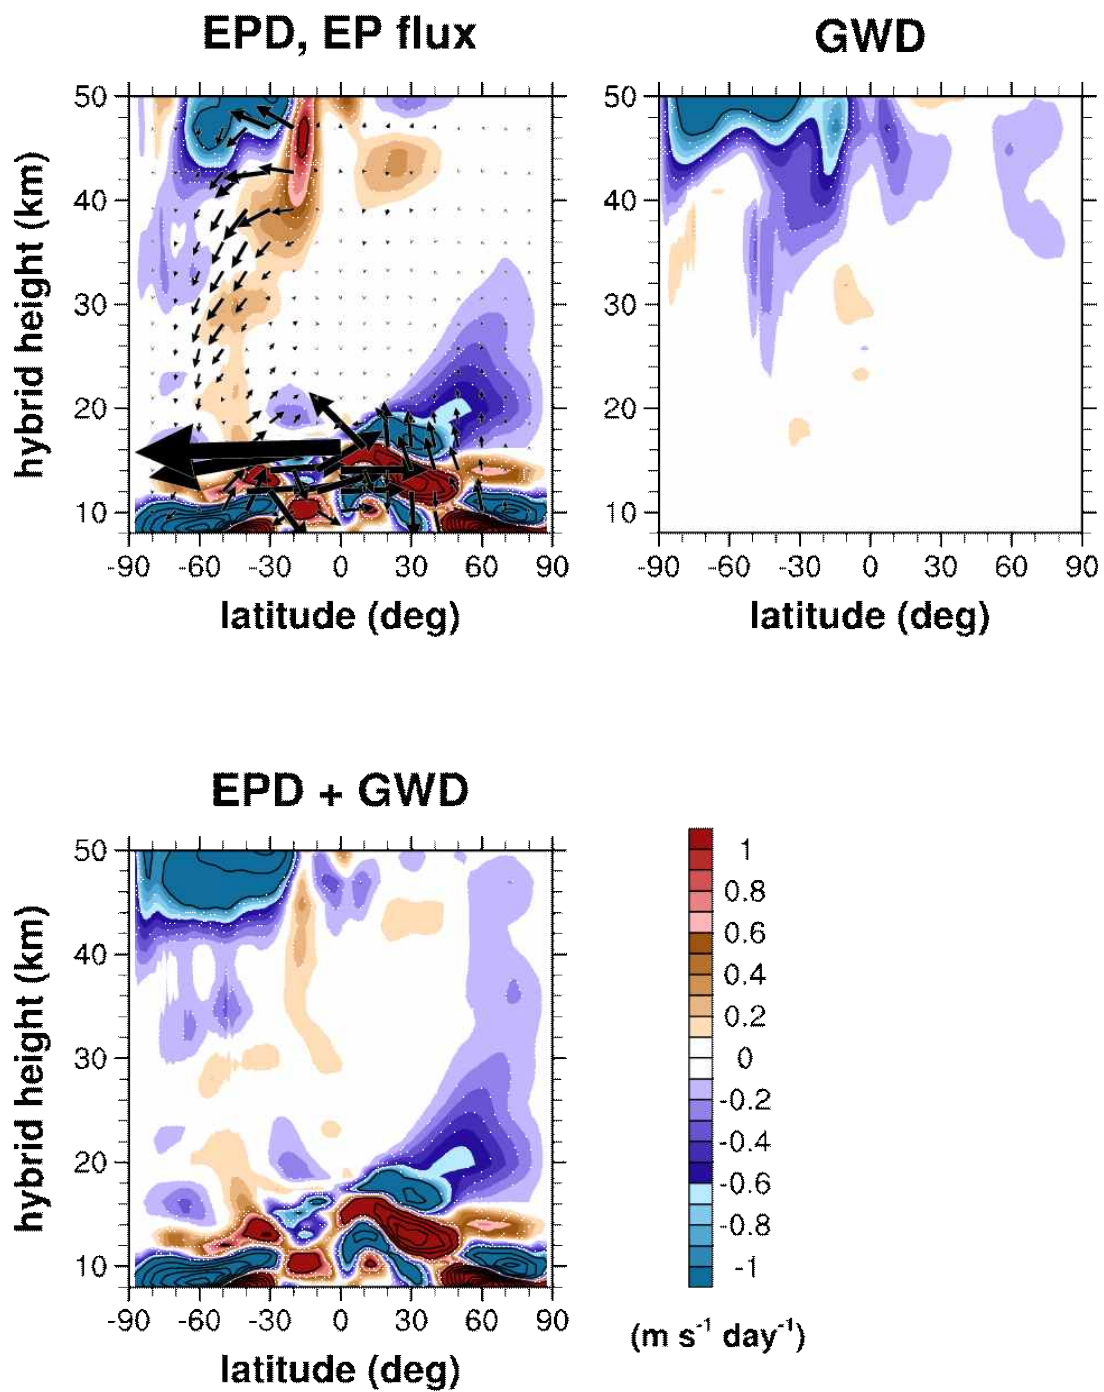 EPD, EP flux
GWD
hybrid height (km)
50
40
30
20
10
-90 -60 -30 0 30 60 90
latitude (deg)
50
40
30
20
10
-90 -60 -30 0 30 60 90
latitude (deg)
EPD + GWD
hybrid height (km)
50
40
30
20
10
-90 -60 -30 0 30 60 90
latitude (deg)
1
0.8
0.6
0.4
0.2
0
-0.2
-0.4
-0.6
-0.8
-1
(m s⁻¹ day⁻¹)